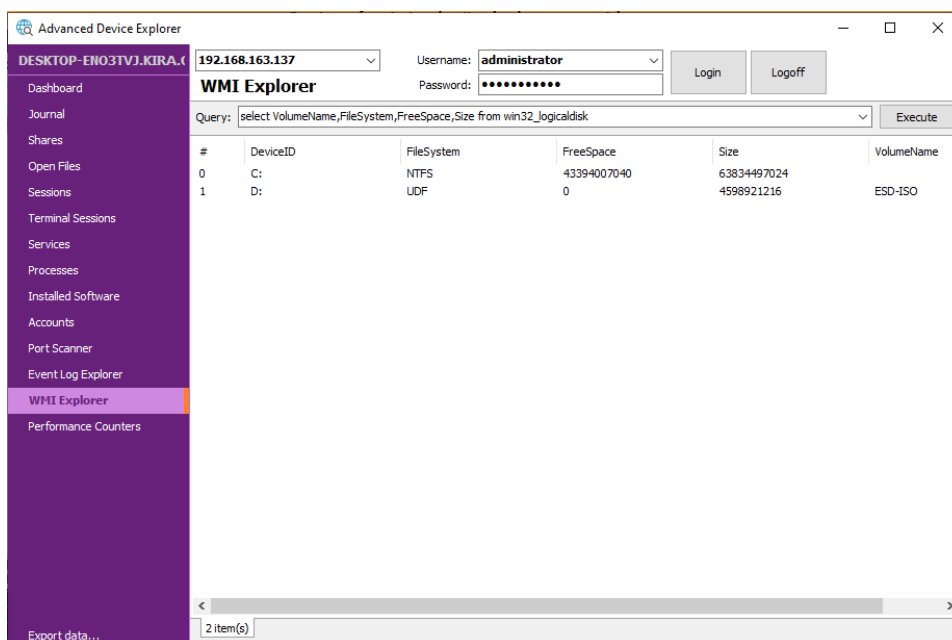 Advanced Device Explorer
DESKTOP-ENO3TVJ.KIRA.(
Dashboard
Journal
Shares
Open Files
Sessions
Terminal Sessions
Services
Processes
Installed Software
Accounts
Port Scanner
Event Log Explorer
WMI Explorer
Performance Counters
Export data...
192.168.163.137
Username: administrator
Login
Logoff
WMI Explorer
Password: ●●●●●●●●●●●
Query: select VolumeName,FileSystem,FreeSpace,Size from win32_logicaldisk
Execute
# DeviceID FileSystem FreeSpace Size VolumeName
0 C: NTFS 43394007040 63834497024
1 D: UDF 0 4598921216 ESD-ISO
2 item(s)